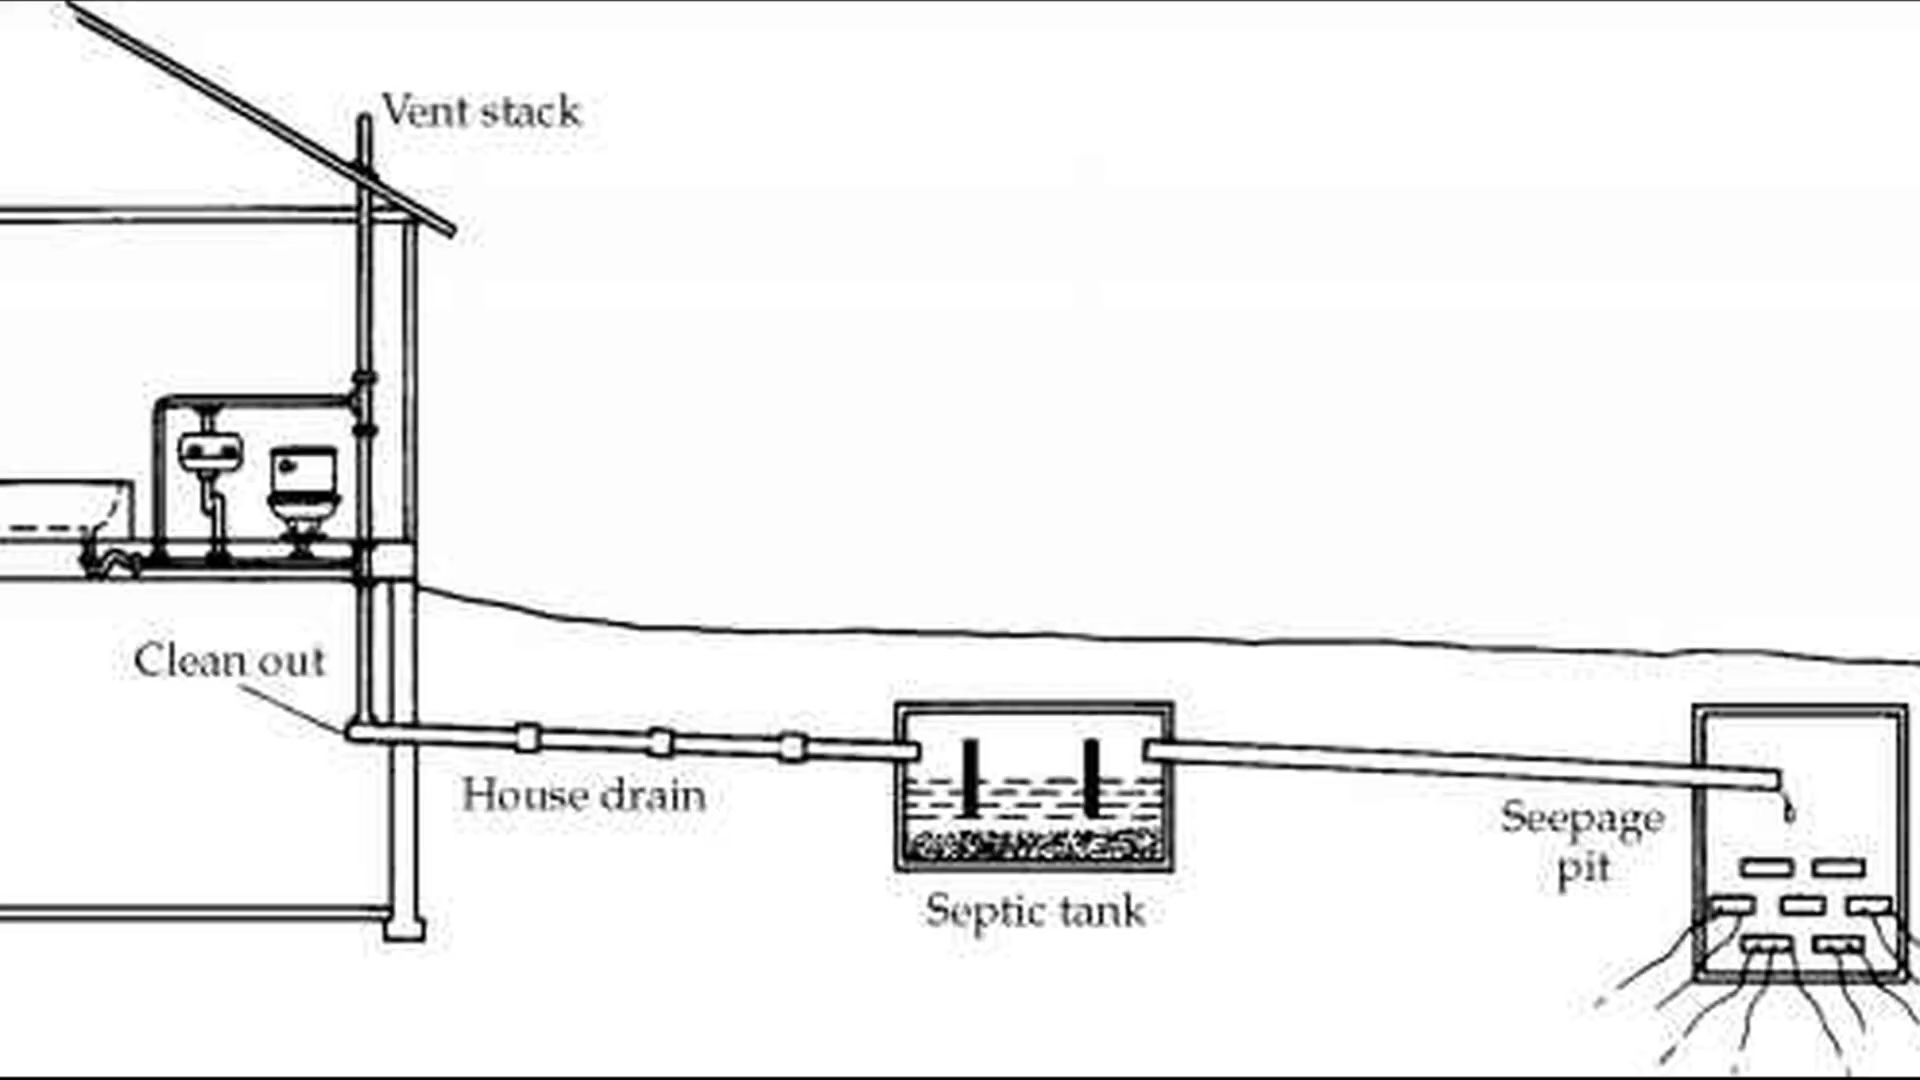 Vent stack
Clean out
House drain
Septic tank
Seepage
pit